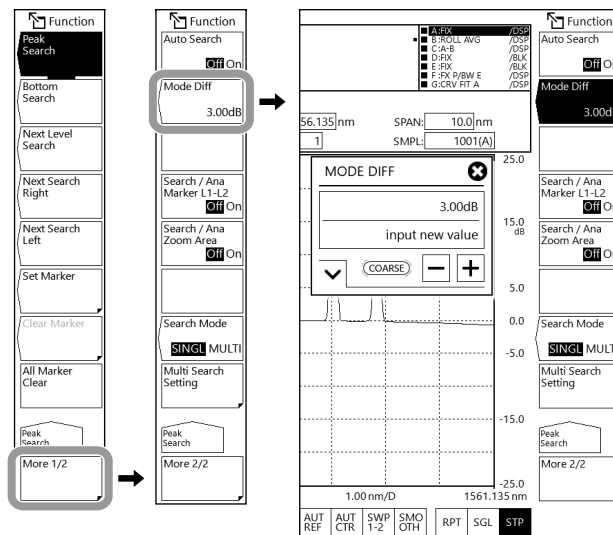 Function
Peak
Search
Bottom
Search
Next Level
Search
Next Search
Right
Next Search
Left
Set Marker
Clear Marker
All Marker
Clear
Peak
Search
More 1/2
Function
Auto Search
Off On
Mode Diff
3.00dB
Search / Ana
Marker L1-L2
Off On
Search / Ana
Zoom Area
Off On
Search Mode
SINGL MULTI
Multi Search
Setting
Peak
Search
More 2/2
A:FIX /DSP
B:ROLL AVG /DSP
C:A-B /DSP
D:FIX /BLK
E:FIX /BLK
F:FX P/BW E /DSP
G:CRV FIT A /DSP
56.135 nm SPAN: 10.0 nm
1 SMPL: 1001(A)
25.0
MODE DIFF
3.00dB
input new value
COARSE
15.0
dB
5.0
0.0
-5.0
-15.0
-25.0
1.00 nm/D 1561.135 nm
AUT
REF
AUT
CTR
SWP
1-2
SMO
OTH
RPT
SGL
STP
Function
Auto Search
Off O
Mode Diff
3.00d
Search / Ana
Marker L1-L2
Off O
Search / Ana
Zoom Area
Off O
Search Mode
SINGL MULT
Multi Search
Setting
Peak
Search
More 2/2